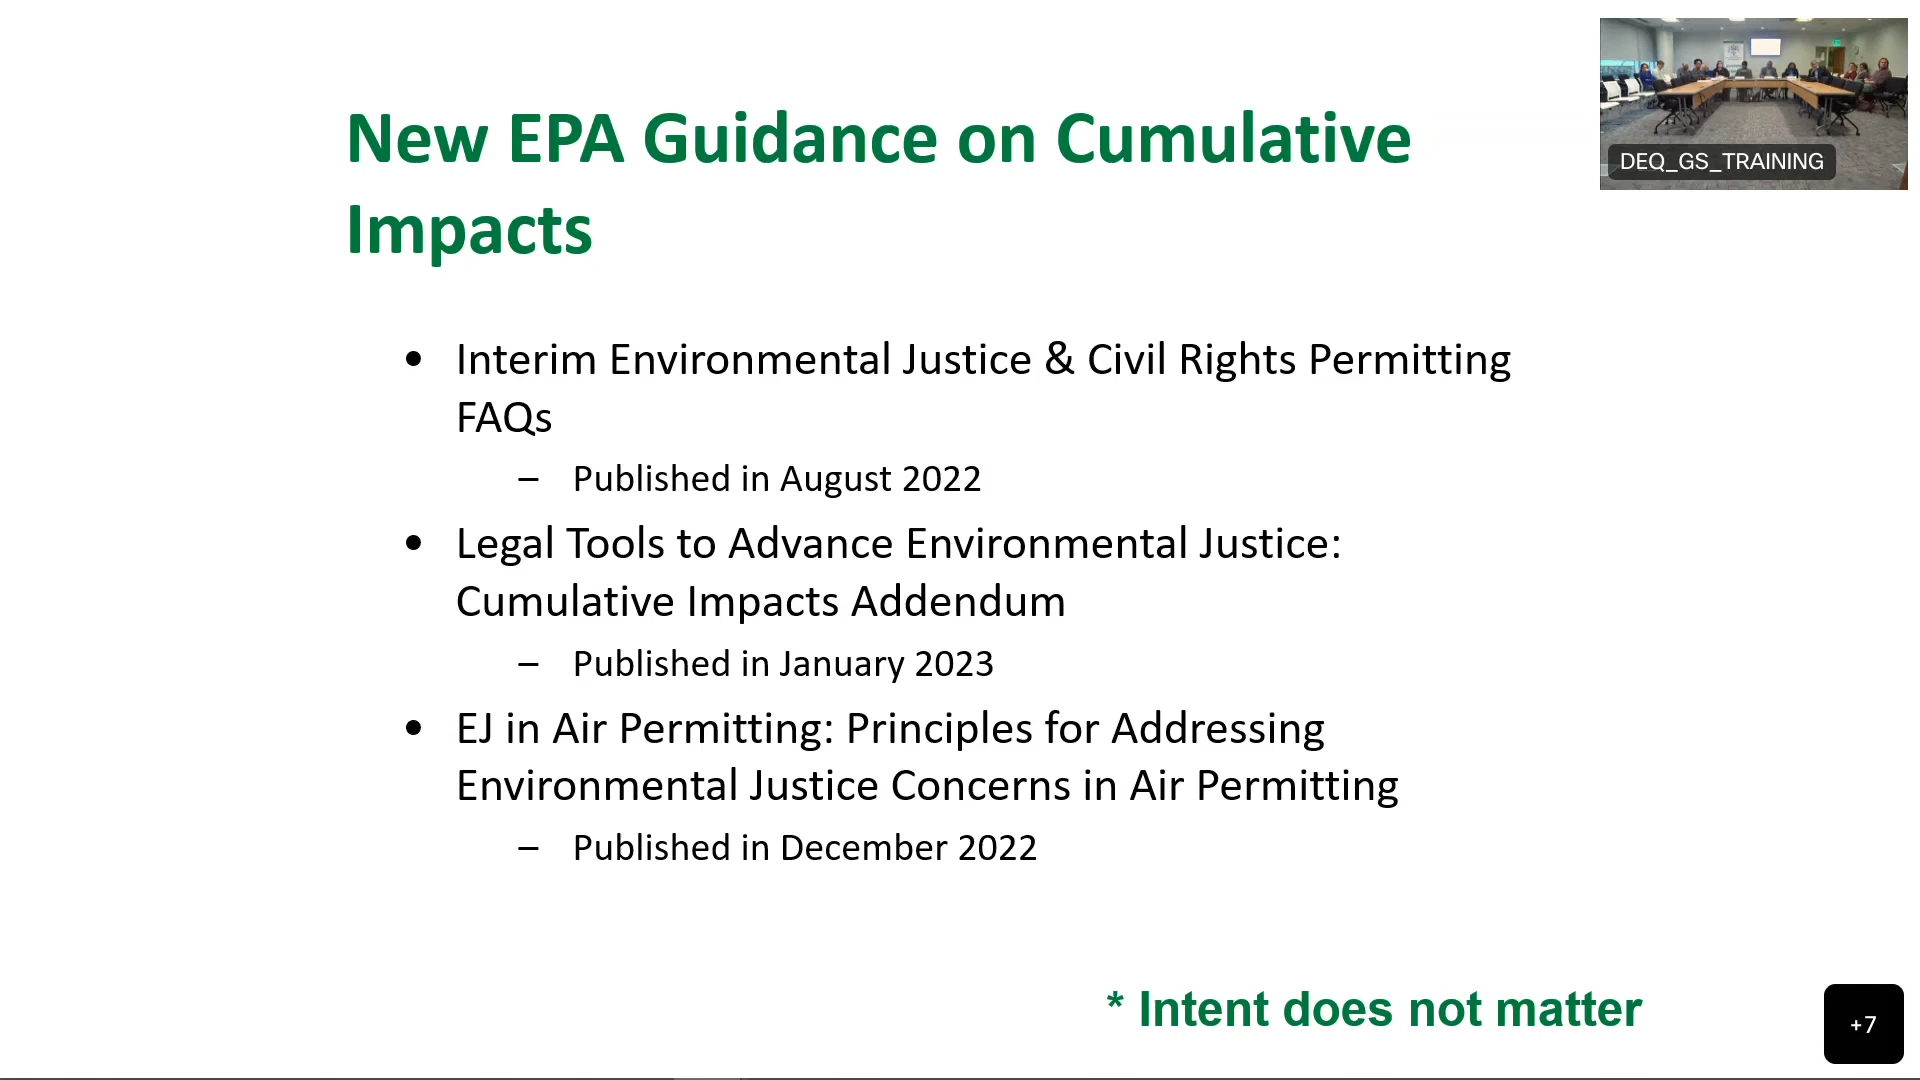 New EPA Guidance on Cumulative
Impacts
• Interim Environmental Justice & Civil Rights Permitting
FAQs
– Published in August 2022
• Legal Tools to Advance Environmental Justice:
Cumulative Impacts Addendum
– Published in January 2023
• EJ in Air Permitting: Principles for Addressing
Environmental Justice Concerns in Air Permitting
– Published in December 2022
* Intent does not matter
DEQ_GS_TRAINING
+7